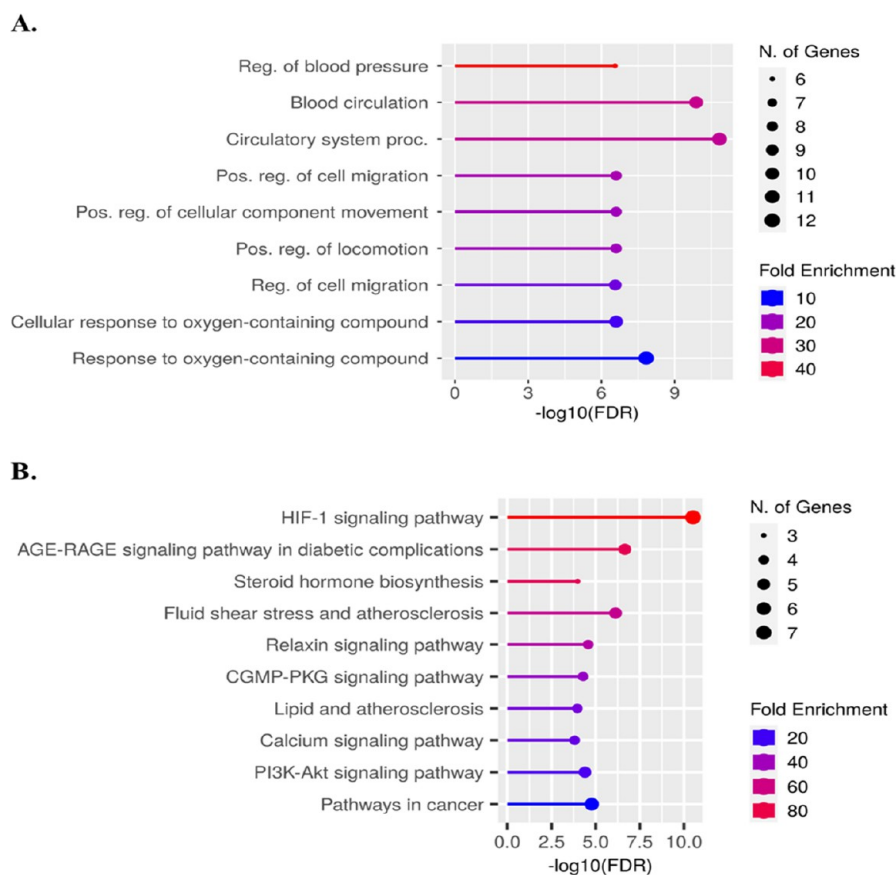 A.
Reg. of blood pressure
Blood circulation
Circulatory system proc.
Pos. reg. of cell migration
Pos. reg. of cellular component movement
Pos. reg. of locomotion
Reg. of cell migration
Cellular response to oxygen-containing compound
Response to oxygen-containing compound
0 3 6 9
-log10(FDR)
N. of Genes
6
7
8
9
10
11
12
Fold Enrichment
10
20
30
40
B.
HIF-1 signaling pathway
AGE-RAGE signaling pathway in diabetic complications
Steroid hormone biosynthesis
Fluid shear stress and atherosclerosis
Relaxin signaling pathway
CGMP-PKG signaling pathway
Lipid and atherosclerosis
Calcium signaling pathway
PI3K-Akt signaling pathway
Pathways in cancer
0.0 2.5 5.0 7.5 10.0
-log10(FDR)
N. of Genes
3
4
5
6
7
Fold Enrichment
20
40
60
80